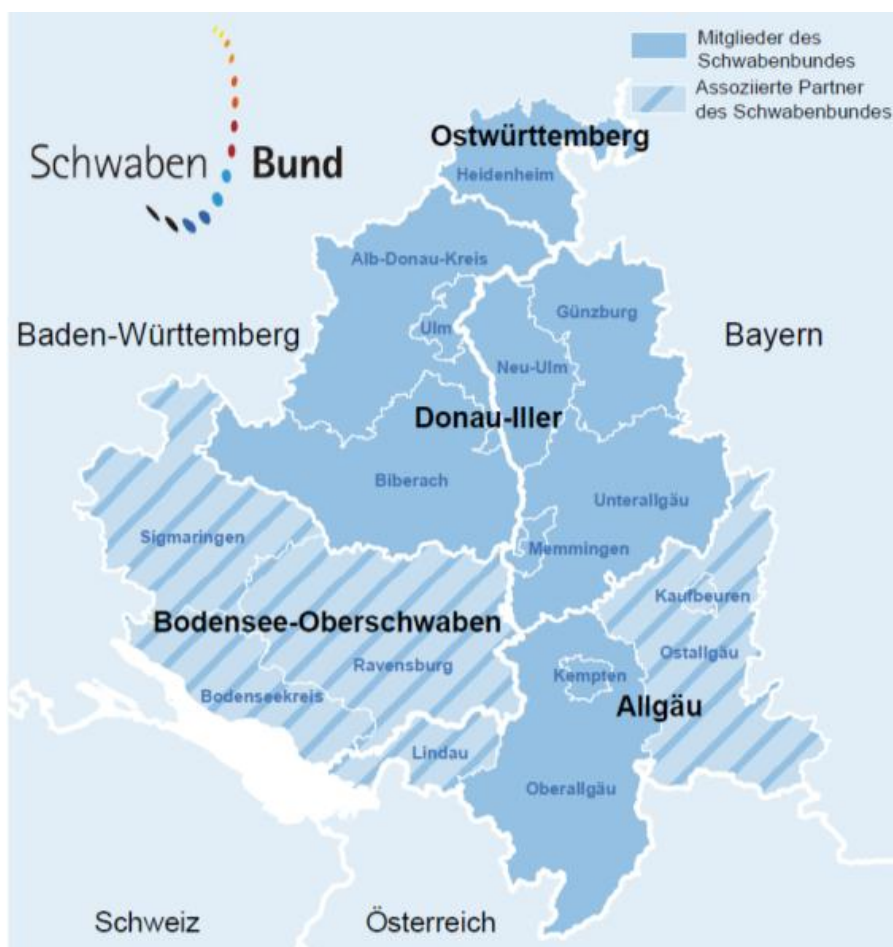 Mitglieder des
Schwabenbundes
Assoziierte Partner
des Schwabenbundes
Schwaben Bund
Ostwürttemberg
Heidenheim
Alb-Donau-Kreis
Günzburg
Ulm
Baden-Württemberg
Bayern
Neu-Ulm
Donau-Iller
Biberach
Unterallgäu
Sigmaringen
Memmingen
Kaufbeuren
Bodensee-Oberschwaben
Ostallgäu
Ravensburg
Kempten
Bodenseekreis
Allgäu
Lindau
Oberallgäu
Schweiz
Österreich